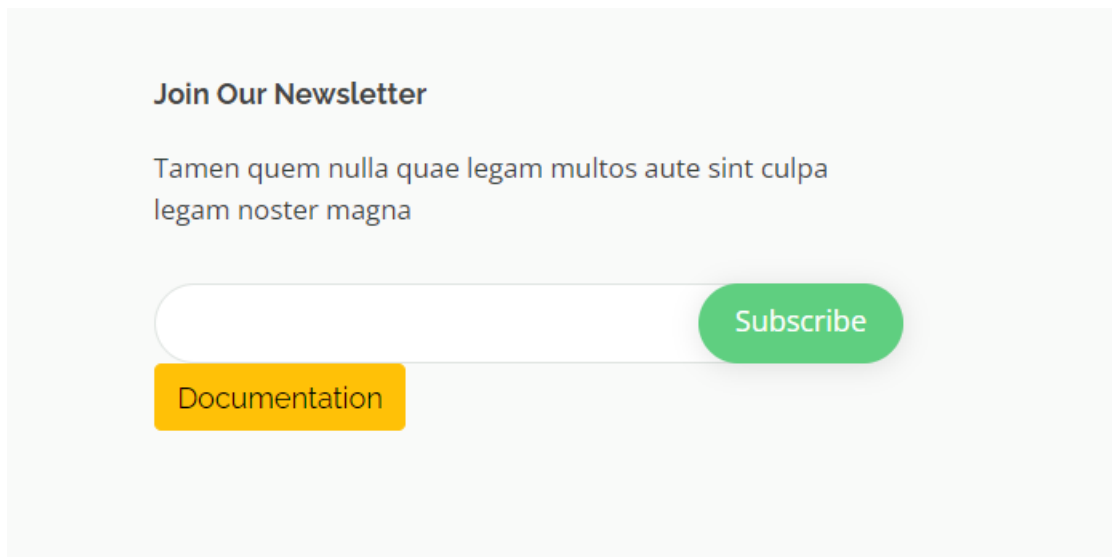 Join Our Newsletter
Tamen quem nulla quae legam multos aute sint culpa
legam noster magna
Subscribe
Documentation